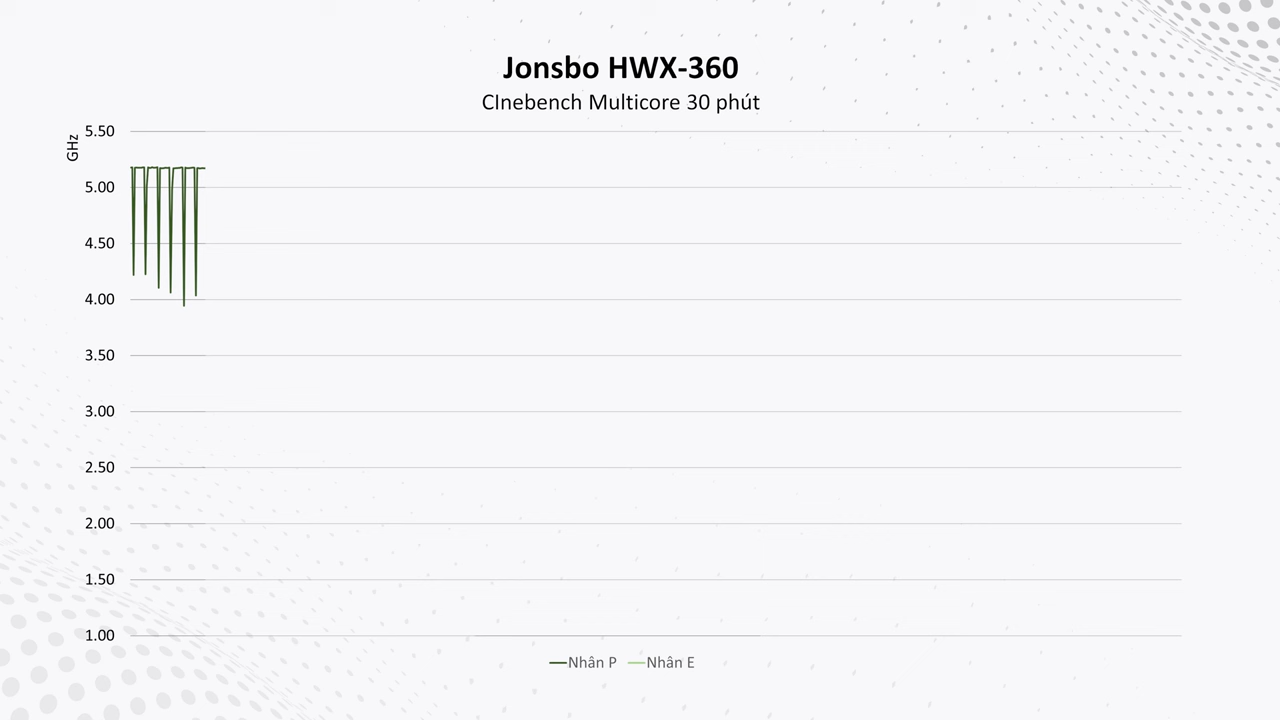 Jonsbo HWX-360
CInebench Multicore 30 phút
GHz
5.50
5.00
4.50
4.00
3.50
3.00
2.50
2.00
1.50
1.00
Nhân P Nhân E